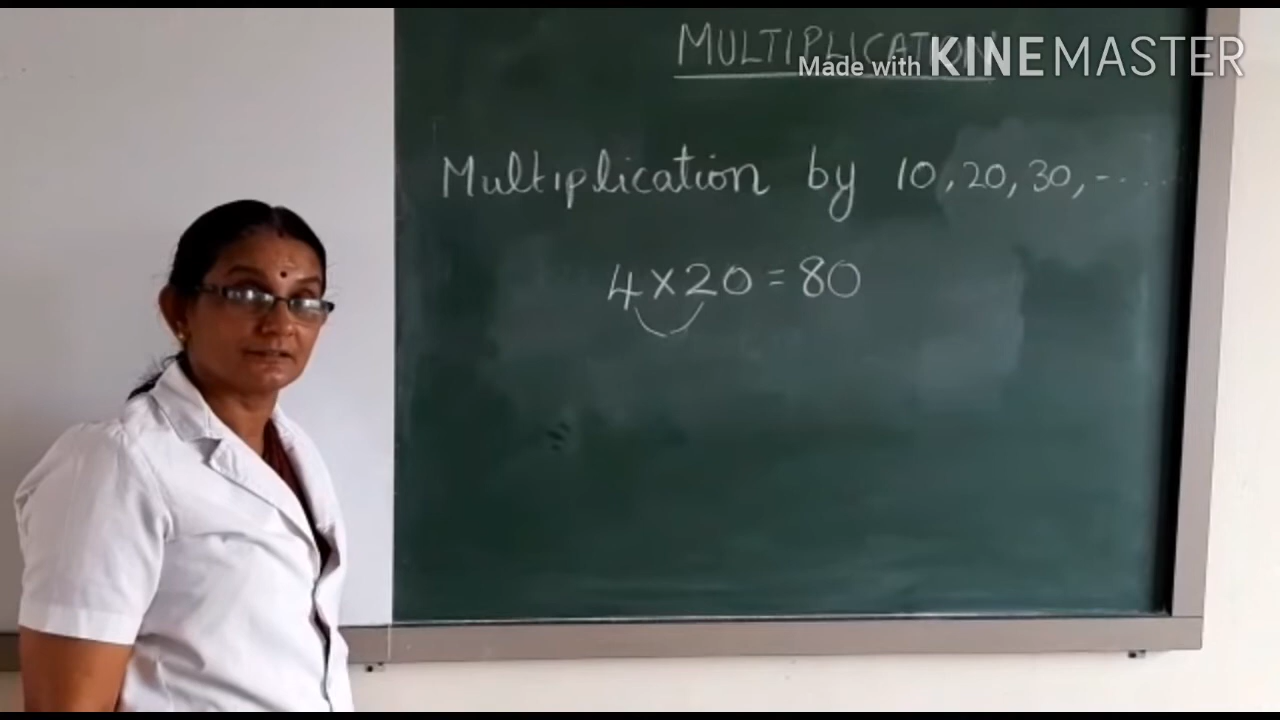 MULTIPLICATION
Made with KINEMASTER
Multiplication by 10, 20, 30, -....
4 x 20 = 80